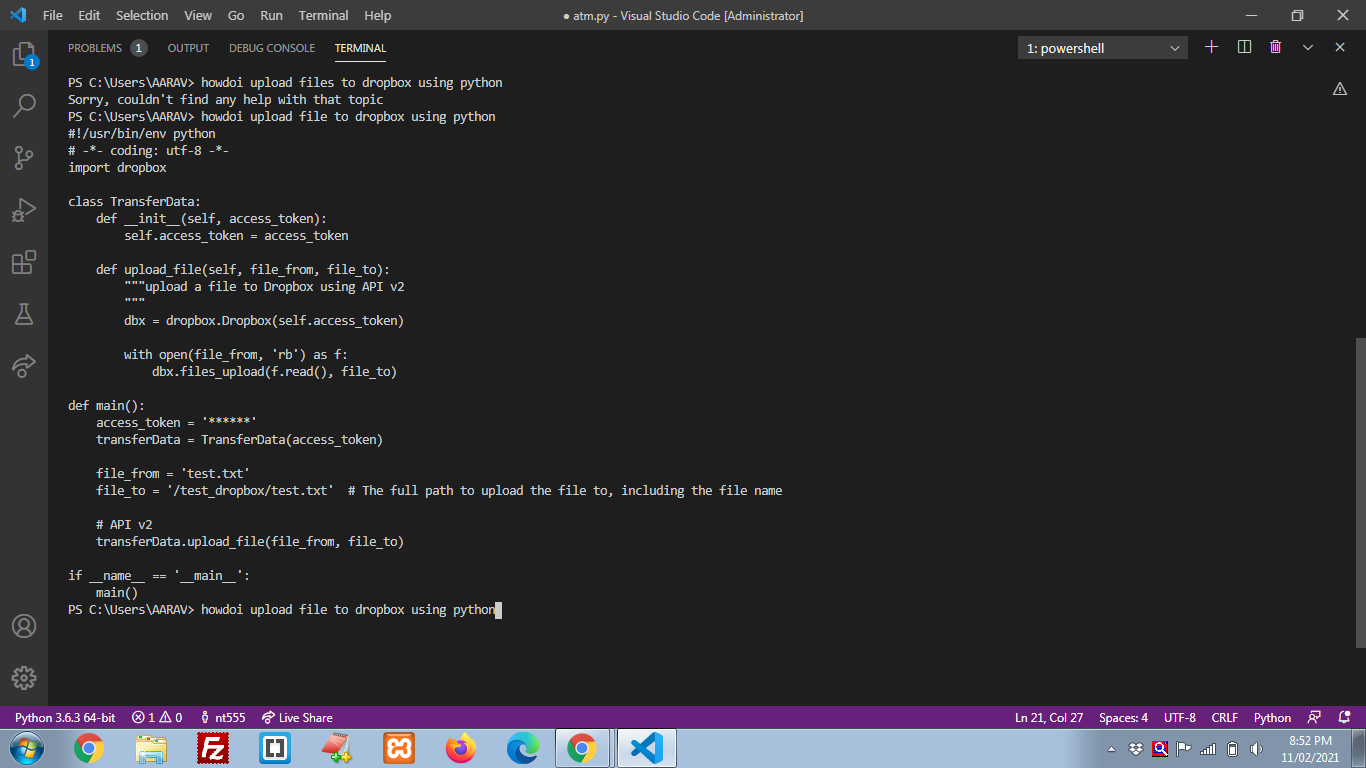 File Edit Selection View Go Run Terminal Help ● atm.py - Visual Studio Code [Administrator]
PROBLEMS 1 OUTPUT DEBUG CONSOLE TERMINAL 1: powershell
PS C:\Users\AARAV> howdoi upload files to dropbox using python
Sorry, couldn't find any help with that topic
PS C:\Users\AARAV> howdoi upload file to dropbox using python
#!/usr/bin/env python
# -*- coding: utf-8 -*-
import dropbox
class TransferData:
    def __init__(self, access_token):
        self.access_token = access_token
    def upload_file(self, file_from, file_to):
        """upload a file to Dropbox using API v2
        """
        dbx = dropbox.Dropbox(self.access_token)
        with open(file_from, 'rb') as f:
            dbx.files_upload(f.read(), file_to)
def main():
    access_token = '******'
    transferData = TransferData(access_token)
    file_from = 'test.txt'
    file_to = '/test_dropbox/test.txt'  # The full path to upload the file to, including the file name
    # API v2
    transferData.upload_file(file_from, file_to)
if __name__ == '__main__':
    main()
PS C:\Users\AARAV> howdoi upload file to dropbox using python
1
Python 3.6.3 64-bit 1 0 nt555 Live Share Ln 21, Col 27 Spaces: 4 UTF-8 CRLF Python
Fz
8:52 PM
11/02/2021